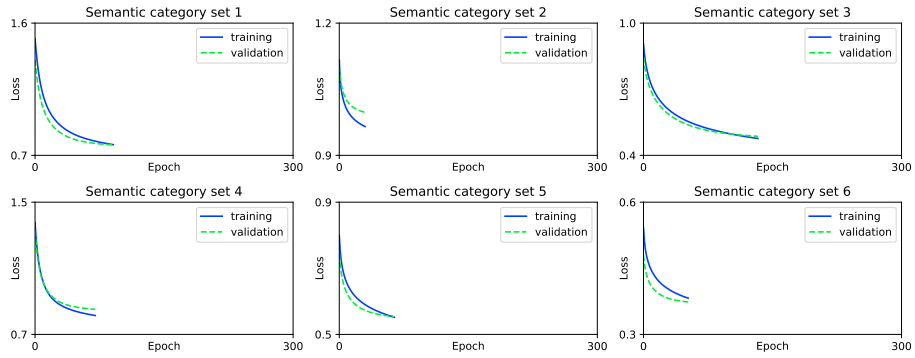 Semantic category set 1
1.6
training
validation
Loss
0.7
0
Epoch
300
Semantic category set 2
1.2
training
validation
Loss
0.9
0
Epoch
300
Semantic category set 3
1.0
training
validation
Loss
0.4
0
Epoch
300
Semantic category set 4
1.5
training
validation
Loss
0.7
0
Epoch
300
Semantic category set 5
0.9
training
validation
Loss
0.5
0
Epoch
300
Semantic category set 6
0.6
training
validation
Loss
0.3
0
Epoch
300